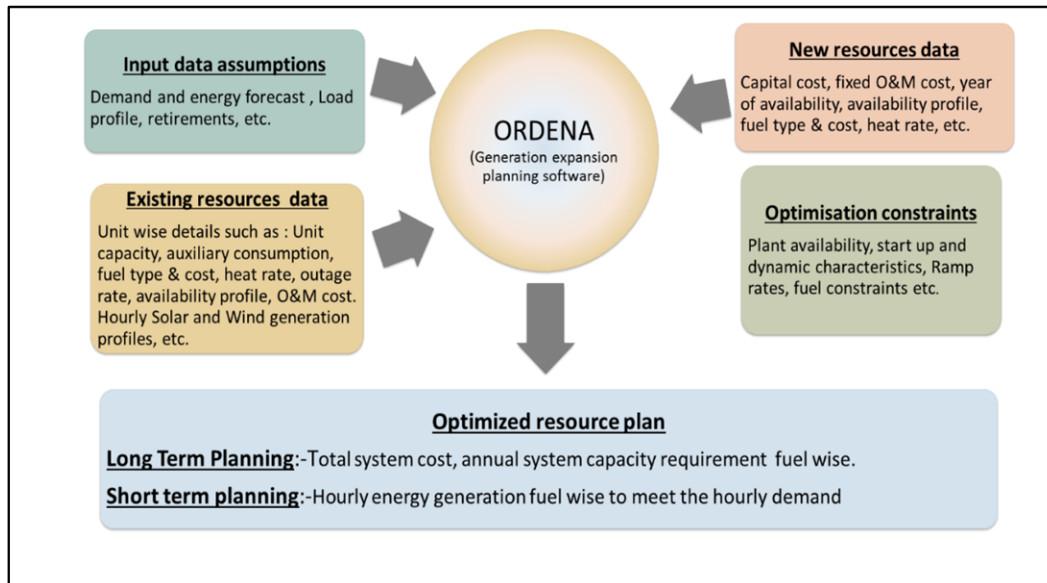 Input data assumptions
Demand and energy forecast , Load
profile, retirements, etc.
Existing resources data
Unit wise details such as : Unit
capacity, auxiliary consumption,
fuel type & cost, heat rate, outage
rate, availability profile, O&M cost.
Hourly Solar and Wind generation
profiles, etc.
ORDENA
(Generation expansion
planning software)
New resources data
Capital cost, fixed O&M cost, year
of availability, availability profile,
fuel type & cost, heat rate, etc.
Optimisation constraints
Plant availability, start up and
dynamic characteristics, Ramp
rates, fuel constraints etc.
Optimized resource plan
Long Term Planning:-Total system cost, annual system capacity requirement fuel wise.
Short term planning:-Hourly energy generation fuel wise to meet the hourly demand